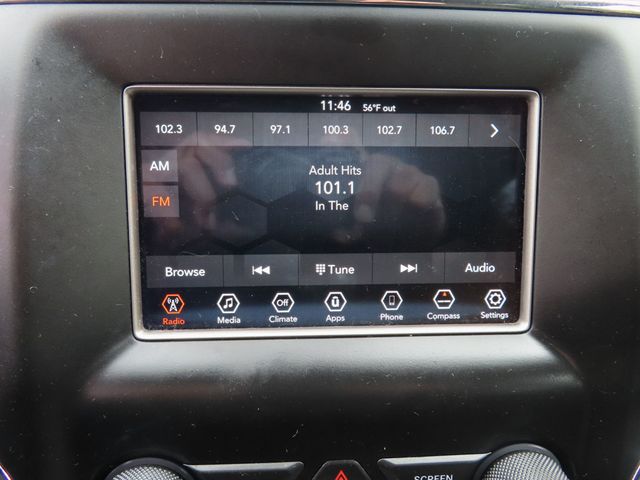 11:46 56°F out
102.3 94.7 97.1 100.3 102.7 106.7
Adult Hits
AM
101.1
FM
In The
Browse Tune Audio
Off
Radio Media Climate Apps Phone Compass Settings
SCREEN